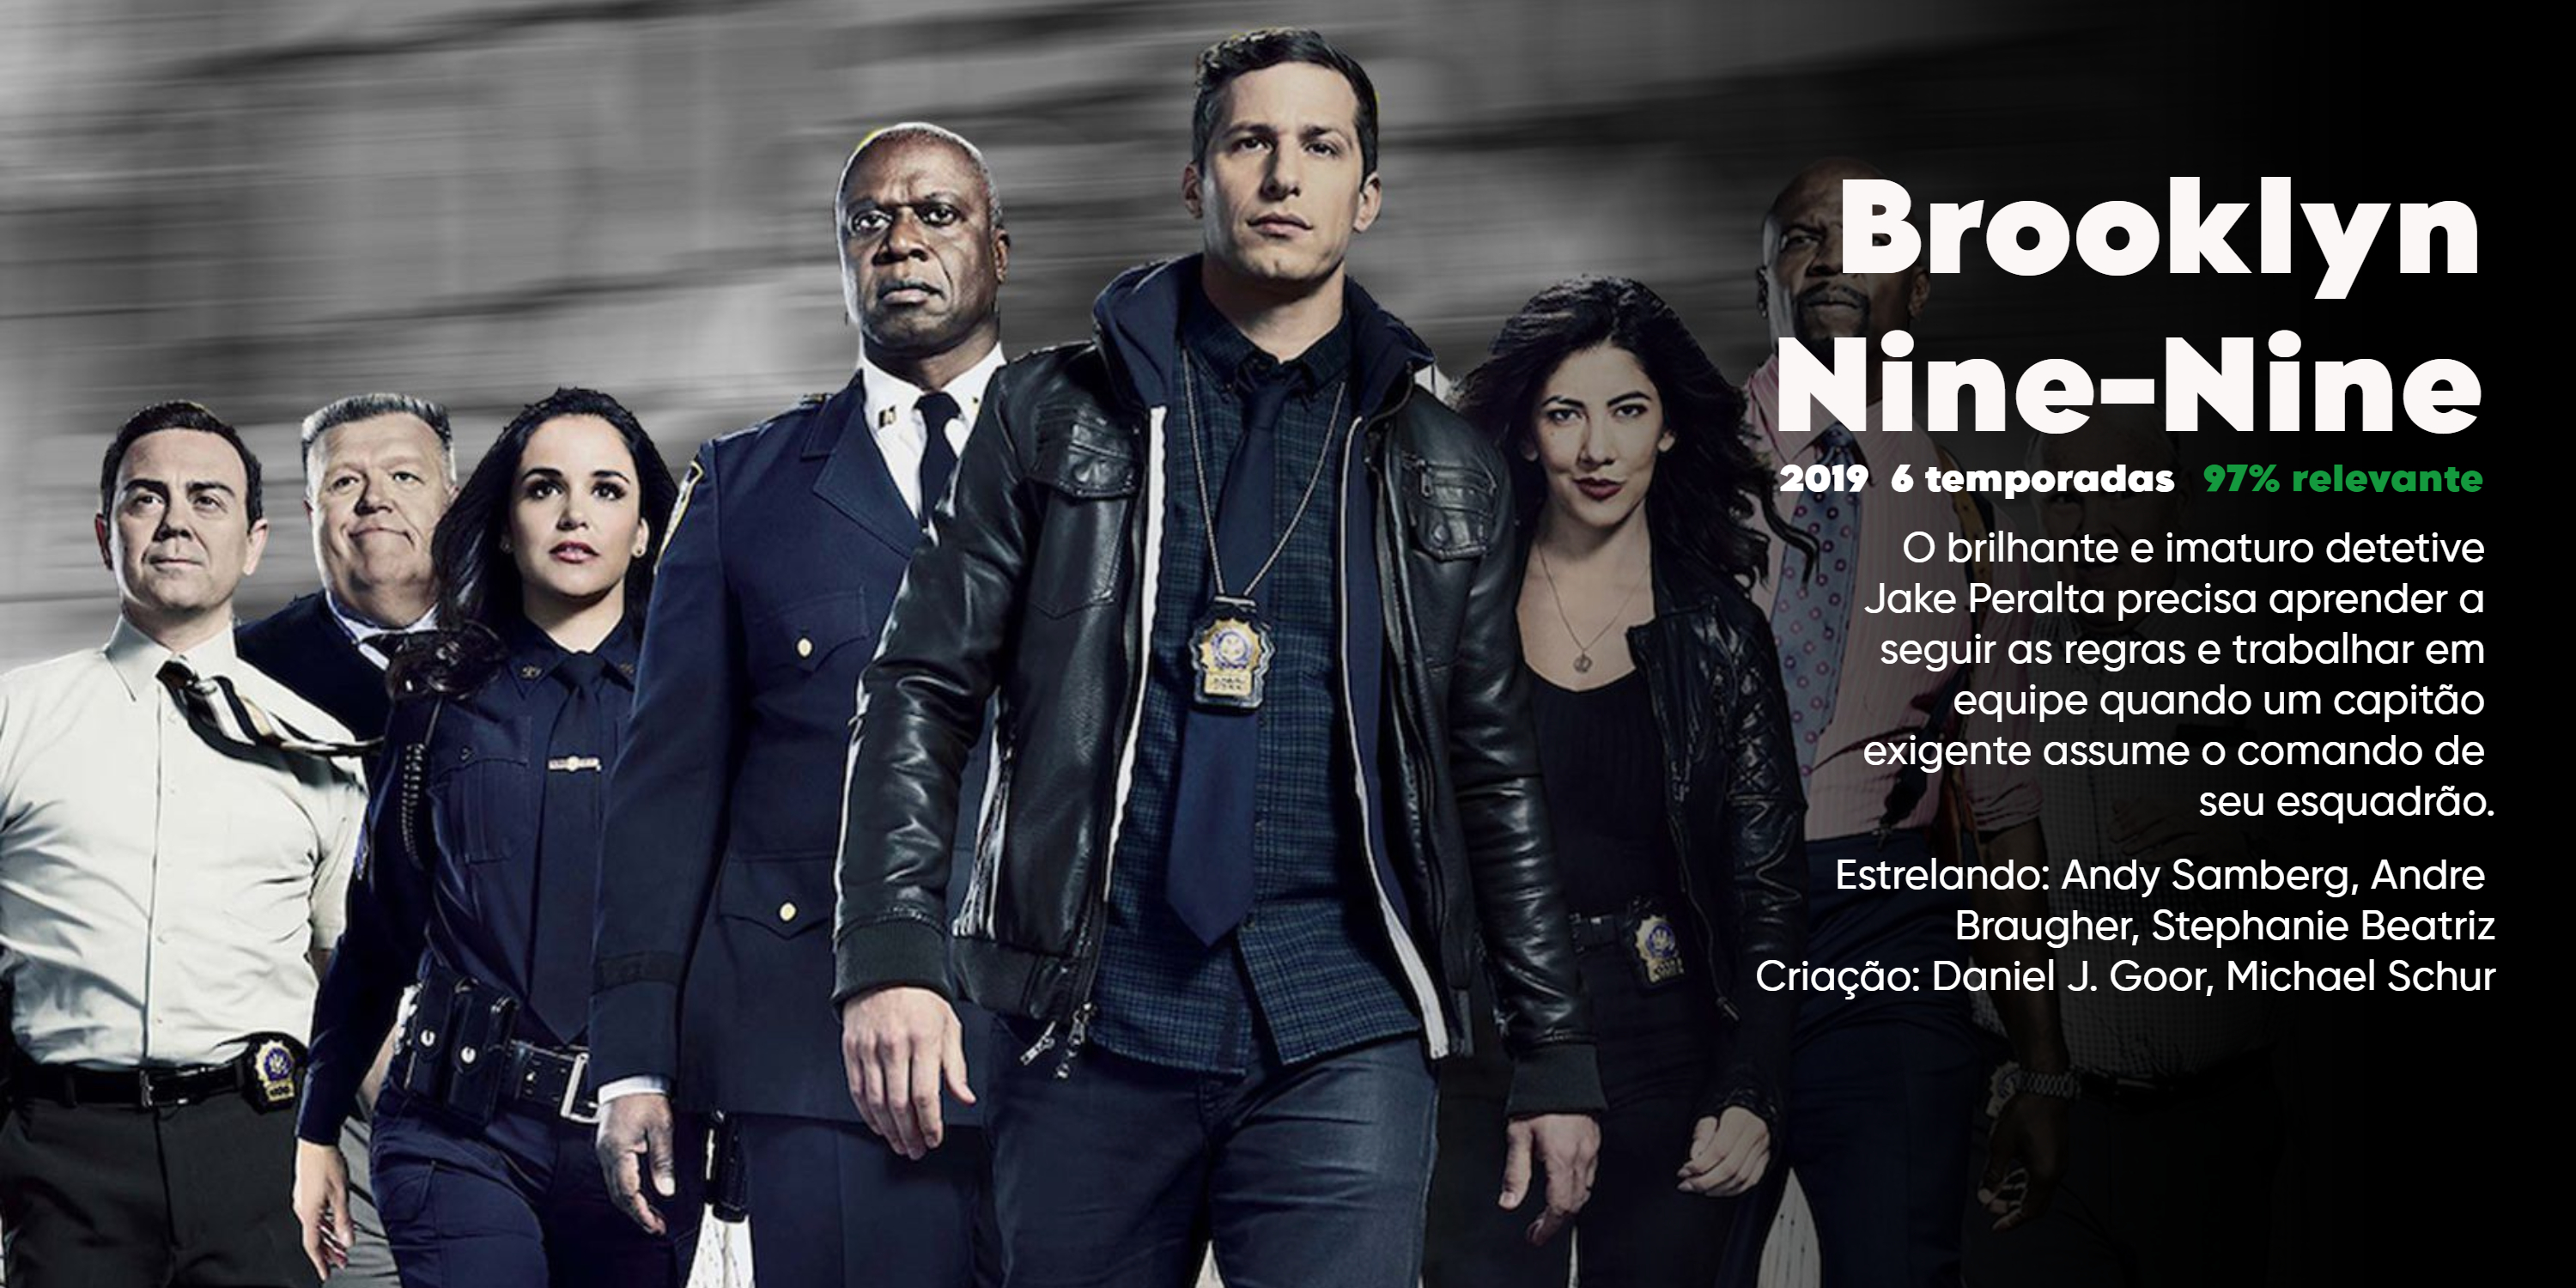 Brooklyn
Nine-Nine
2019 6 temporadas 97% relevante
O brilhante e imaturo detetive
Jake Peralta precisa aprender a
seguir as regras e trabalhar em
equipe quando um capitão
exigente assume o comando de
seu esquadrão.
Estrelando: Andy Samberg, Andre
Braugher, Stephanie Beatriz
Criação: Daniel J. Goor, Michael Schur